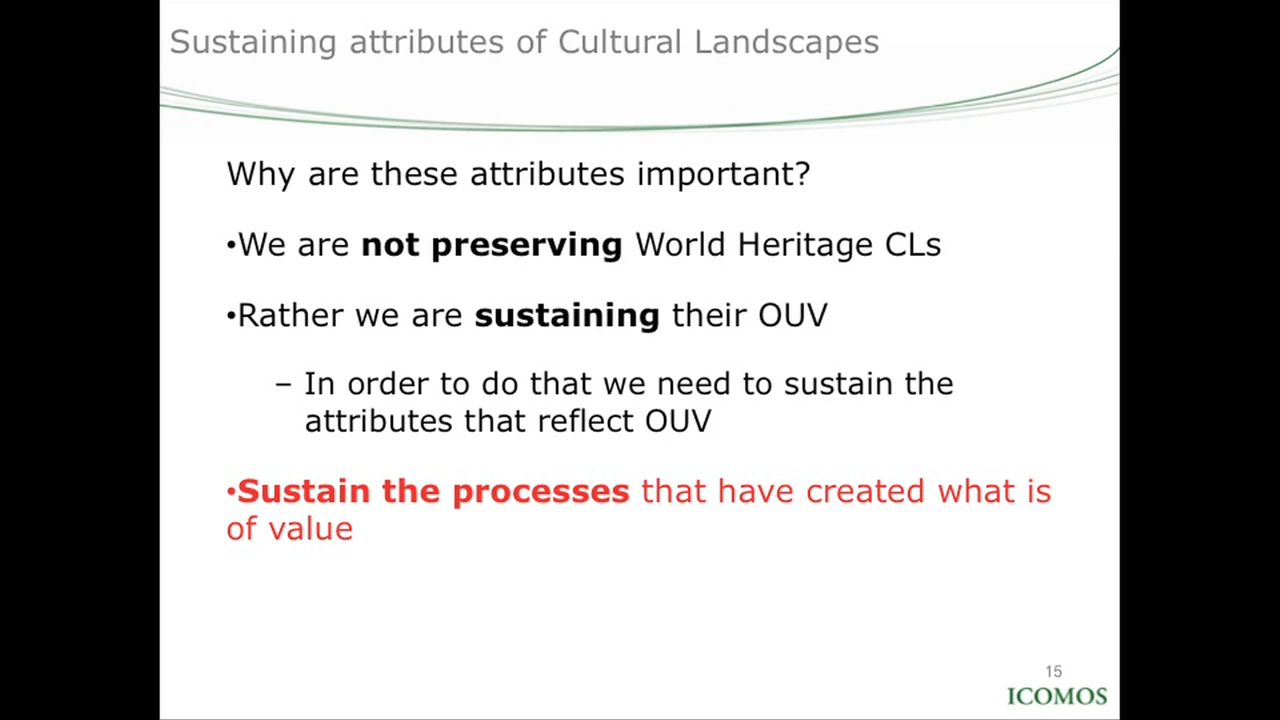 Sustaining attributes of Cultural Landscapes
Why are these attributes important?
•We are not preserving World Heritage CLs
•Rather we are sustaining their OUV
– In order to do that we need to sustain the
attributes that reflect OUV
•Sustain the processes that have created what is
of value
15
ICOMOS